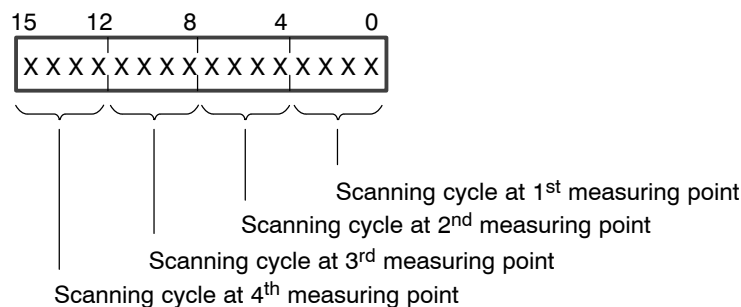 15 12 8 4 0
X X X X X X X X X X X X X X X X
Scanning cycle at 1st measuring point
Scanning cycle at 2nd measuring point
Scanning cycle at 3rd measuring point
Scanning cycle at 4th measuring point